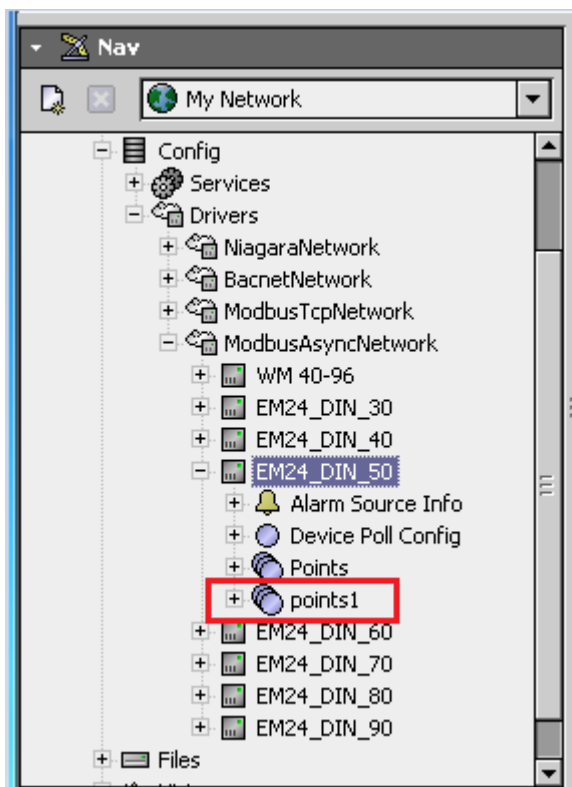 Nav
My Network
Config
Services
Drivers
NiagaraNetwork
BacnetNetwork
ModbusTcpNetwork
ModbusAsyncNetwork
WM 40-96
EM24_DIN_30
EM24_DIN_40
EM24_DIN_50
Alarm Source Info
Device Poll Config
Points
points1
EM24_DIN_60
EM24_DIN_70
EM24_DIN_80
EM24_DIN_90
Files